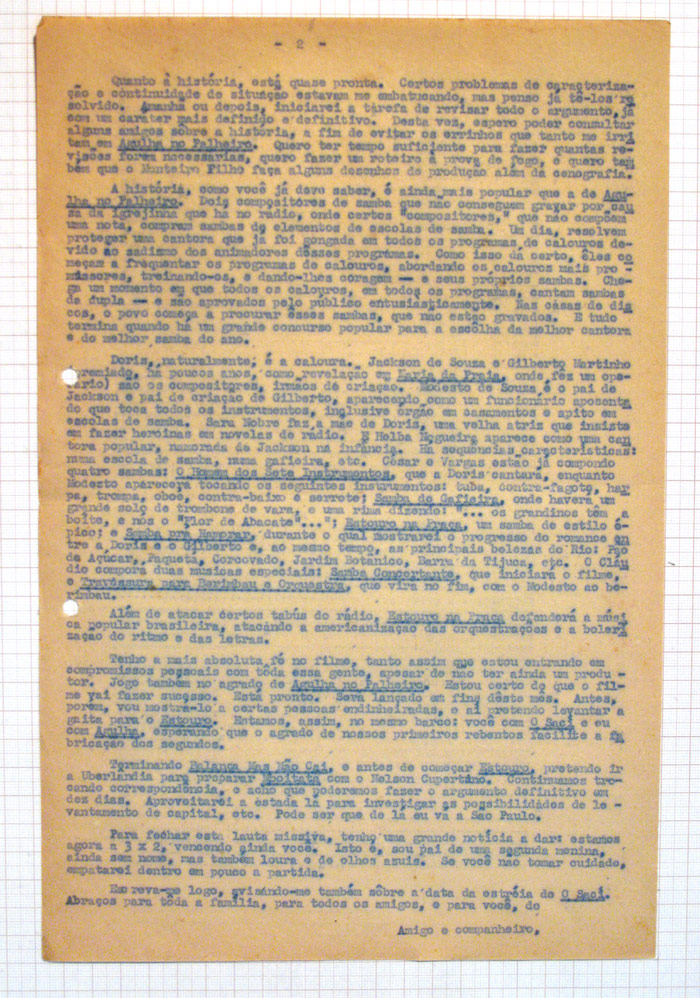 - 2 -
Quanto à história, está quase pronta. Certos problemas de caracteriza-
ção e continuidade de situação estavam me embatucando, mas penso já tê-los re
solvido. Amanhã ou depois, iniciarei a tarefa de revisar todo o argumento, já
com um carater mais definido e definitivo. Desta vez, espero poder consultar
alguns amigos sôbre a história, a fim de evitar os errinhos que tanto me irri
tam em Agulha no Palheiro. Quero ter tempo suficiente para fazer quantas re-
visões forem necessárias, quero fazer um roteiro à prova de fogo, e quero tam
bém que o Monteiro Filho faça alguns desenhos de produção além da cenografia.
A história, como você já deve saber, é ainda mais popular que a de Agu-
lha no Palheiro. Dois compositores de samba que não conseguem gravar por cau
sa da igrejinha que há no rádio, onde certos "compositores," que não compõem
uma nota, compram sambas de elementos de escolas de samba. Um dia, resolvem
proteger uma cantora que já foi gongada em todos os programas de calouros de-
vido ao sadismo dos animadores dêsses programas. Como isso dá certo, êles co
meçam a frequentar os programas de calouros, abordando os calouros mais pro -
missores, treinando-os, e dando-lhes coragem -- e seus próprios sambas. Che-
ga um momento em que todos os calouros, em todos os programas, cantam sambas
da dupla -- e são aprovados pelo público entusiasticamente. Nas casas de dis
cos, o povo começa a procurar êsses sambas, que não estão gravados. E tudo
termina quando há um grande concurso popular para a escolha da melhor cantora
e do melhor samba do ano.
Doris, naturalmente, é a caloura. Jackson de Souza e Gilberto Martinho
(premiado, há poucos anos, como revelação em Maria da Praia, onde fêz um ope-
rário) são os compositores, irmãos de criação. Modesto de Souza é o pai de
Jackson e pai de criação de Gilberto, aparecendo como um funcionário aposenta
do que toca todos os instrumentos, inclusive órgão em casamentos e apito em
escolas de samba. Sara Nobre faz a mãe de Doris, uma velha atriz que insiste
em fazer heroinas em novelas de rádio. E Nelba Nogueira aparece como uma can
tora popular, namorada de Jackson na infância. Há sequências características:
numa escola de samba, numa gafieira, etc. César e Vargas estão já compondo
quatro sambas: O Homem dos Sete Instrumentos, que a Doris cantará, enquanto
Modesto aparecerá tocando os seguintes instrumentos: tuba, contra-fagote, har
pa, trompa, oboé, contra-baixo e serrote; Samba de Gafieira, onde haverá um
grande solo de trombone de vara, e uma rima dizendo: "... os grandinos têm a
boite, e nós o "Flor de Abacate"..."; Estouro na Praça, um samba de estilo é-
pico; e Samba prá Namorar, durante o qual mostrarei o progresso do romance en
tre a Doris e o Gilberto e, ao mesmo tempo, as principais belezas do Rio: Pão
de Açúcar, Paquetá, Corcovado, Jardim Botânico, Barra da Tijuca, etc. O Cláu
dio compora duas musicas especiais: Samba Concertante, que iniciará o filme,
e Travessura para Berimbau e Orquestra, que virá no fim, com o Modesto ao be-
rimbau.
Além de atacar certos tabús do rádio, Estouro na Praça defenderá a músi
ca popular brasileira, atacando a americanização das orquestrações e a boleri
zação do ritmo e das letras.
Tenho a mais absoluta fé no filme, tanto assim que estou entrando em
compromissos pessoais com toda essa gente, apesar de não ter ainda um produ -
tor. Jogo também no agrado de Agulha no Palheiro. Estou certo de que o fil-
me vai fazer sucesso. Está pronto. Será lançado em fins dêste mês. Antes,
porém, vou mostra-lo a certas pessoas endinheiradas, e aí pretendo levantar a
gaita para o Estouro. Estamos, assim, no mesmo barco: você com O Saci e eu
com Agulha, esperando que o agrado de nossos primeiros rebentos facilite a fa
bricação dos segundos.
Terminando Balança Mas Não Cai, e antes de começar Estouro, pretendo ir
a Uberlândia para preparar Mboitatá com o Nelson Cupertino. Continuamos tro-
cando correspondência, e acho que poderemos fazer o argumento definitivo em
dez dias. Aproveitarei a estada lá para investigar as possibilidades de le -
vantamento de capital, etc. Pode ser que de lá eu vá a São Paulo.
Para fechar esta lauta missiva, tenho uma grande notícia a dar: estamos
agora a 3 x 2, vencendo ainda você. Isto é, sou pai de uma segunda menina,
ainda sem nome, mas também loura e de olhos azuis. Se você não tomar cuidado,
empatarei dentro em pouco a partida.
Escreva-me logo, avisando-me também sôbre a data da estréia de O Saci.
Abraços para tôda a família, para todos os amigos, e para você, do
Amigo e companheiro,